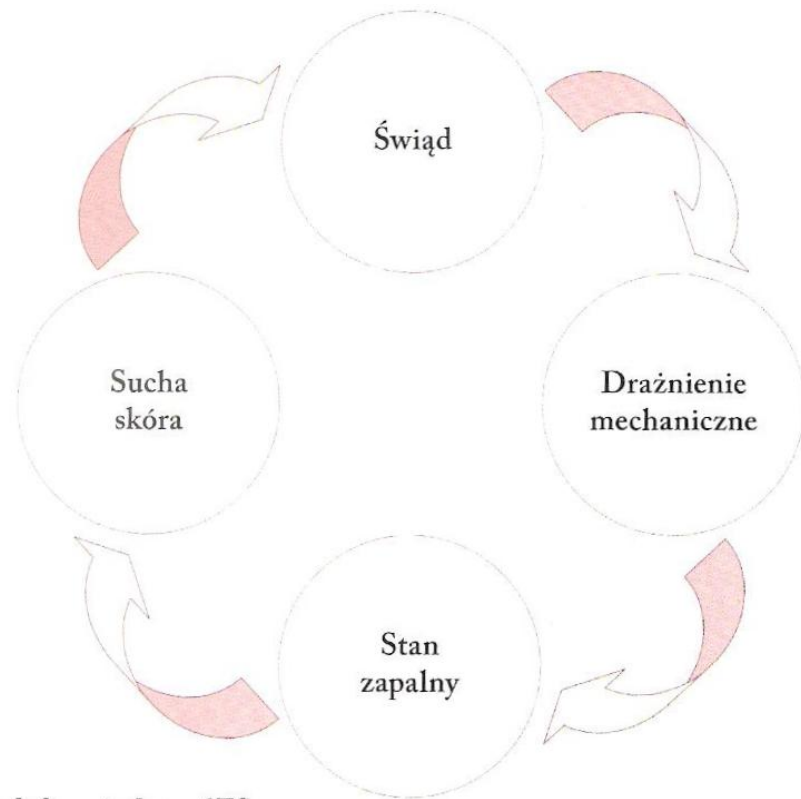 Świąd
Drażnienie
mechaniczne
Stan
zapalny
Sucha
skóra